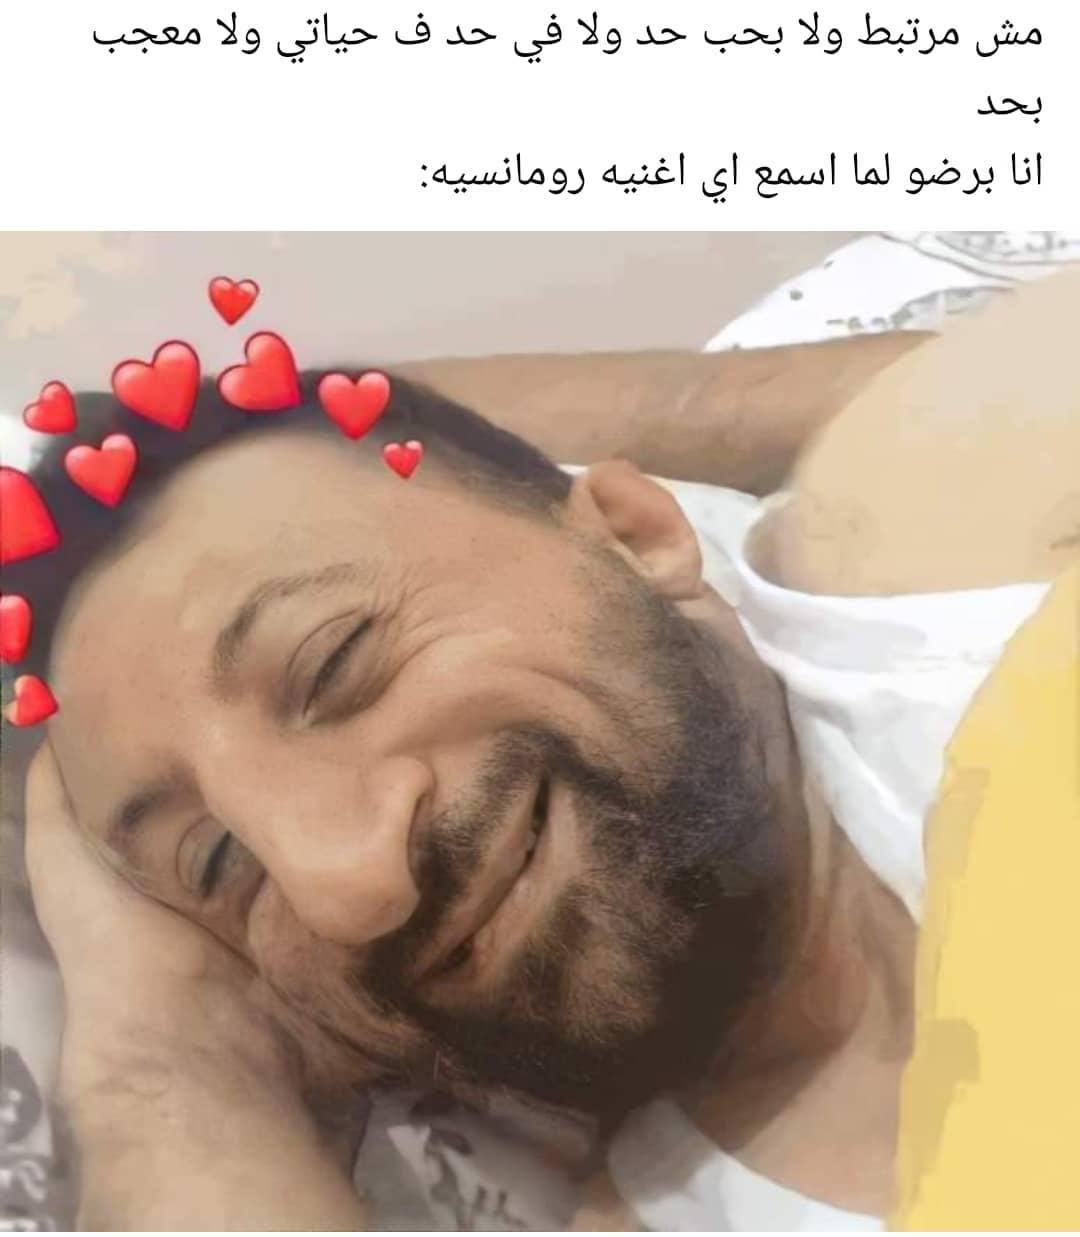 مش مرتبط ولا بحب حد ولا في حد ف حياتي ولا معجب
بحد
انا برضو لما اسمع اي اغنيه رومانسيه: